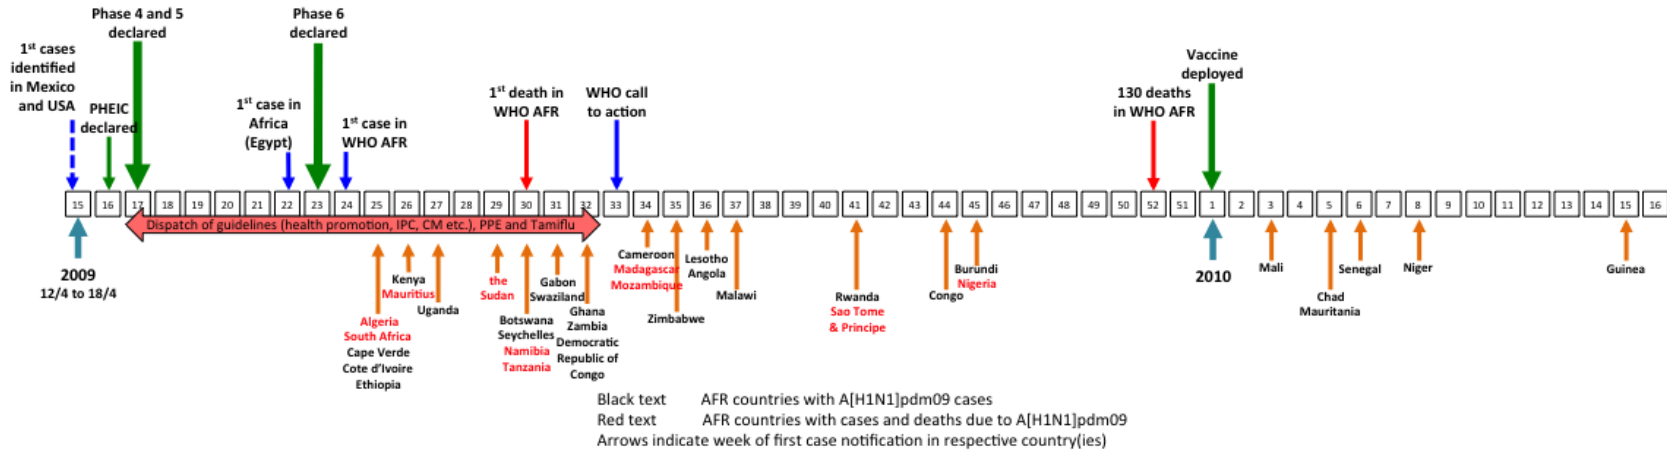 Phase 4 and 5
declared
Phase 6
declared
1st cases
identified
in Mexico
and USA
PHEIC
declared
1st case in
Africa
(Egypt)
1st case in
WHO AFR
1st death in
WHO AFR
WHO call
to action
130 deaths
in WHO AFR
Vaccine
deployed
15 16 17 18 19 20 21 22 23 24 25 26 27 28 29 30 31 32 33 34 35 36 37 38 39 40 41 42 43 44 45 46 47 48 49 50 52 51 1 2 3 4 5 6 7 8 9 10 11 12 13 14 15 16
Dispatch of guidelines (health promotion, IPC, CM etc.), PPE and Tamiflu
2009
12/4 to 18/4
Algeria
South Africa
Cape Verde
Cote d'Ivoire
Ethiopia
Kenya
Mauritius
Uganda
the
Sudan
Botswana
Seychelles
Namibia
Tanzania
Gabon
Swaziland
Ghana
Zambia
Democratic
Republic of
Congo
Cameroon
Madagascar
Mozambique
Zimbabwe
Lesotho
Angola
Malawi
Rwanda
Sao Tome
& Principe
Congo
Burundi
Nigeria
2010
Mali
Chad
Mauritania
Senegal
Niger
Guinea
Black text AFR countries with A[H1N1]pdm09 cases
Red text AFR countries with cases and deaths due to A[H1N1]pdm09
Arrows indicate week of first case notification in respective country(ies)